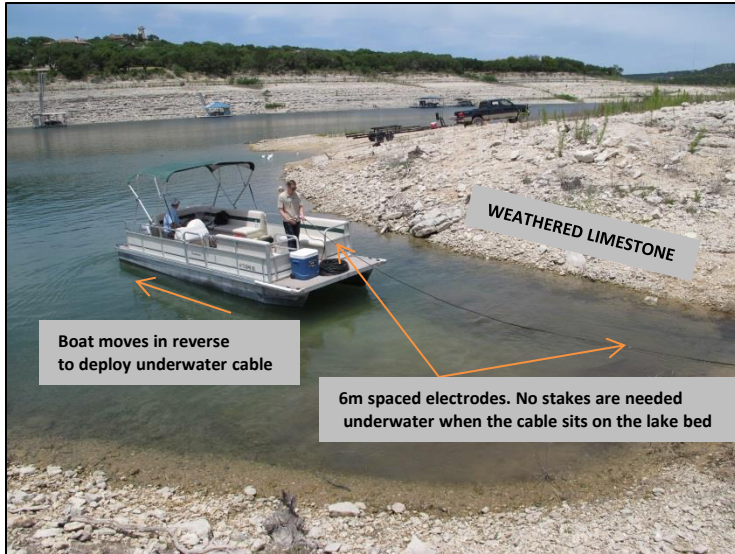 WEATHERED LIMESTONE
Boat moves in reverse
to deploy underwater cable
6m spaced electrodes. No stakes are needed
underwater when the cable sits on the lake bed